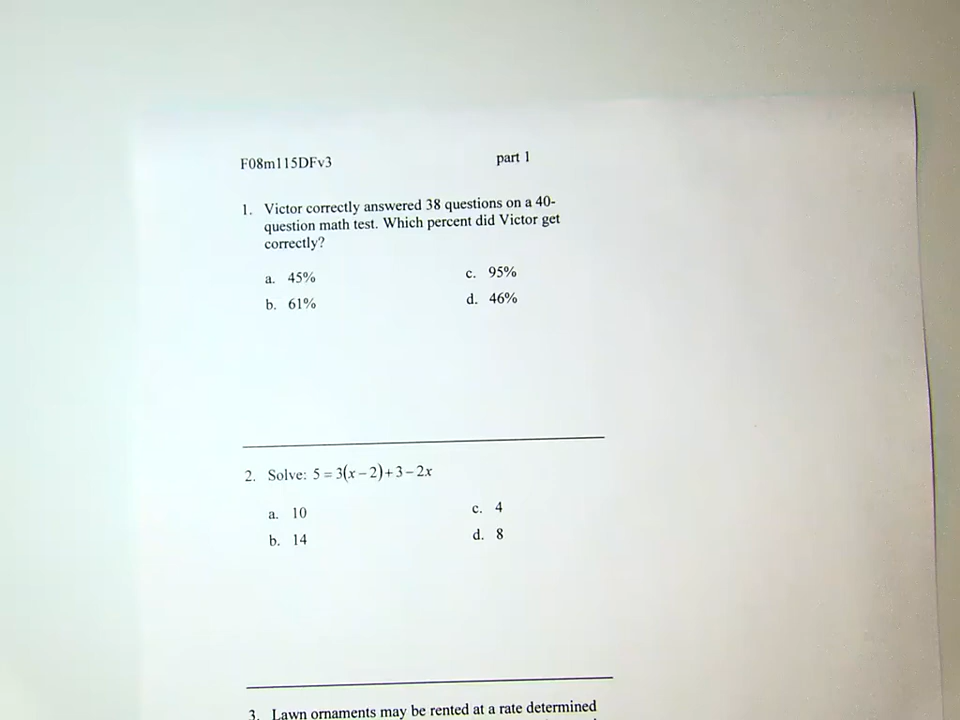 F08m115DFv3 part 1
1. Victor correctly answered 38 questions on a 40-
question math test. Which percent did Victor get
correctly?
a. 45% c. 95%
b. 61% d. 46%
2. Solve: 5 = 3(x − 2) + 3 − 2x
a. 10 c. 4
b. 14 d. 8
3. Lawn ornaments may be rented at a rate determined